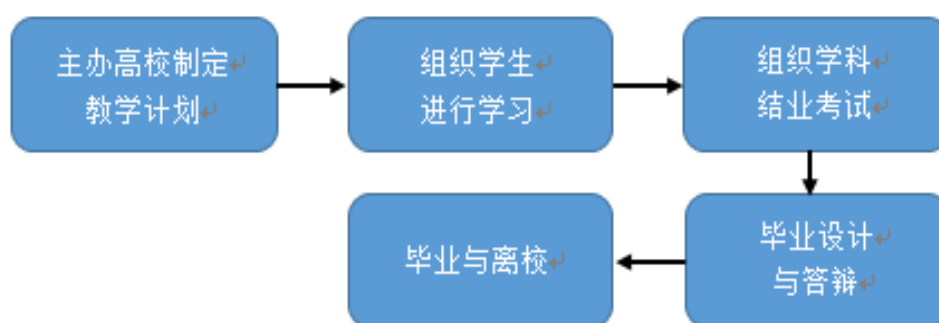 主办高校制定
教学计划
组织学生
进行学习
组织学科
结业考试
毕业设计
与答辩
毕业与离校